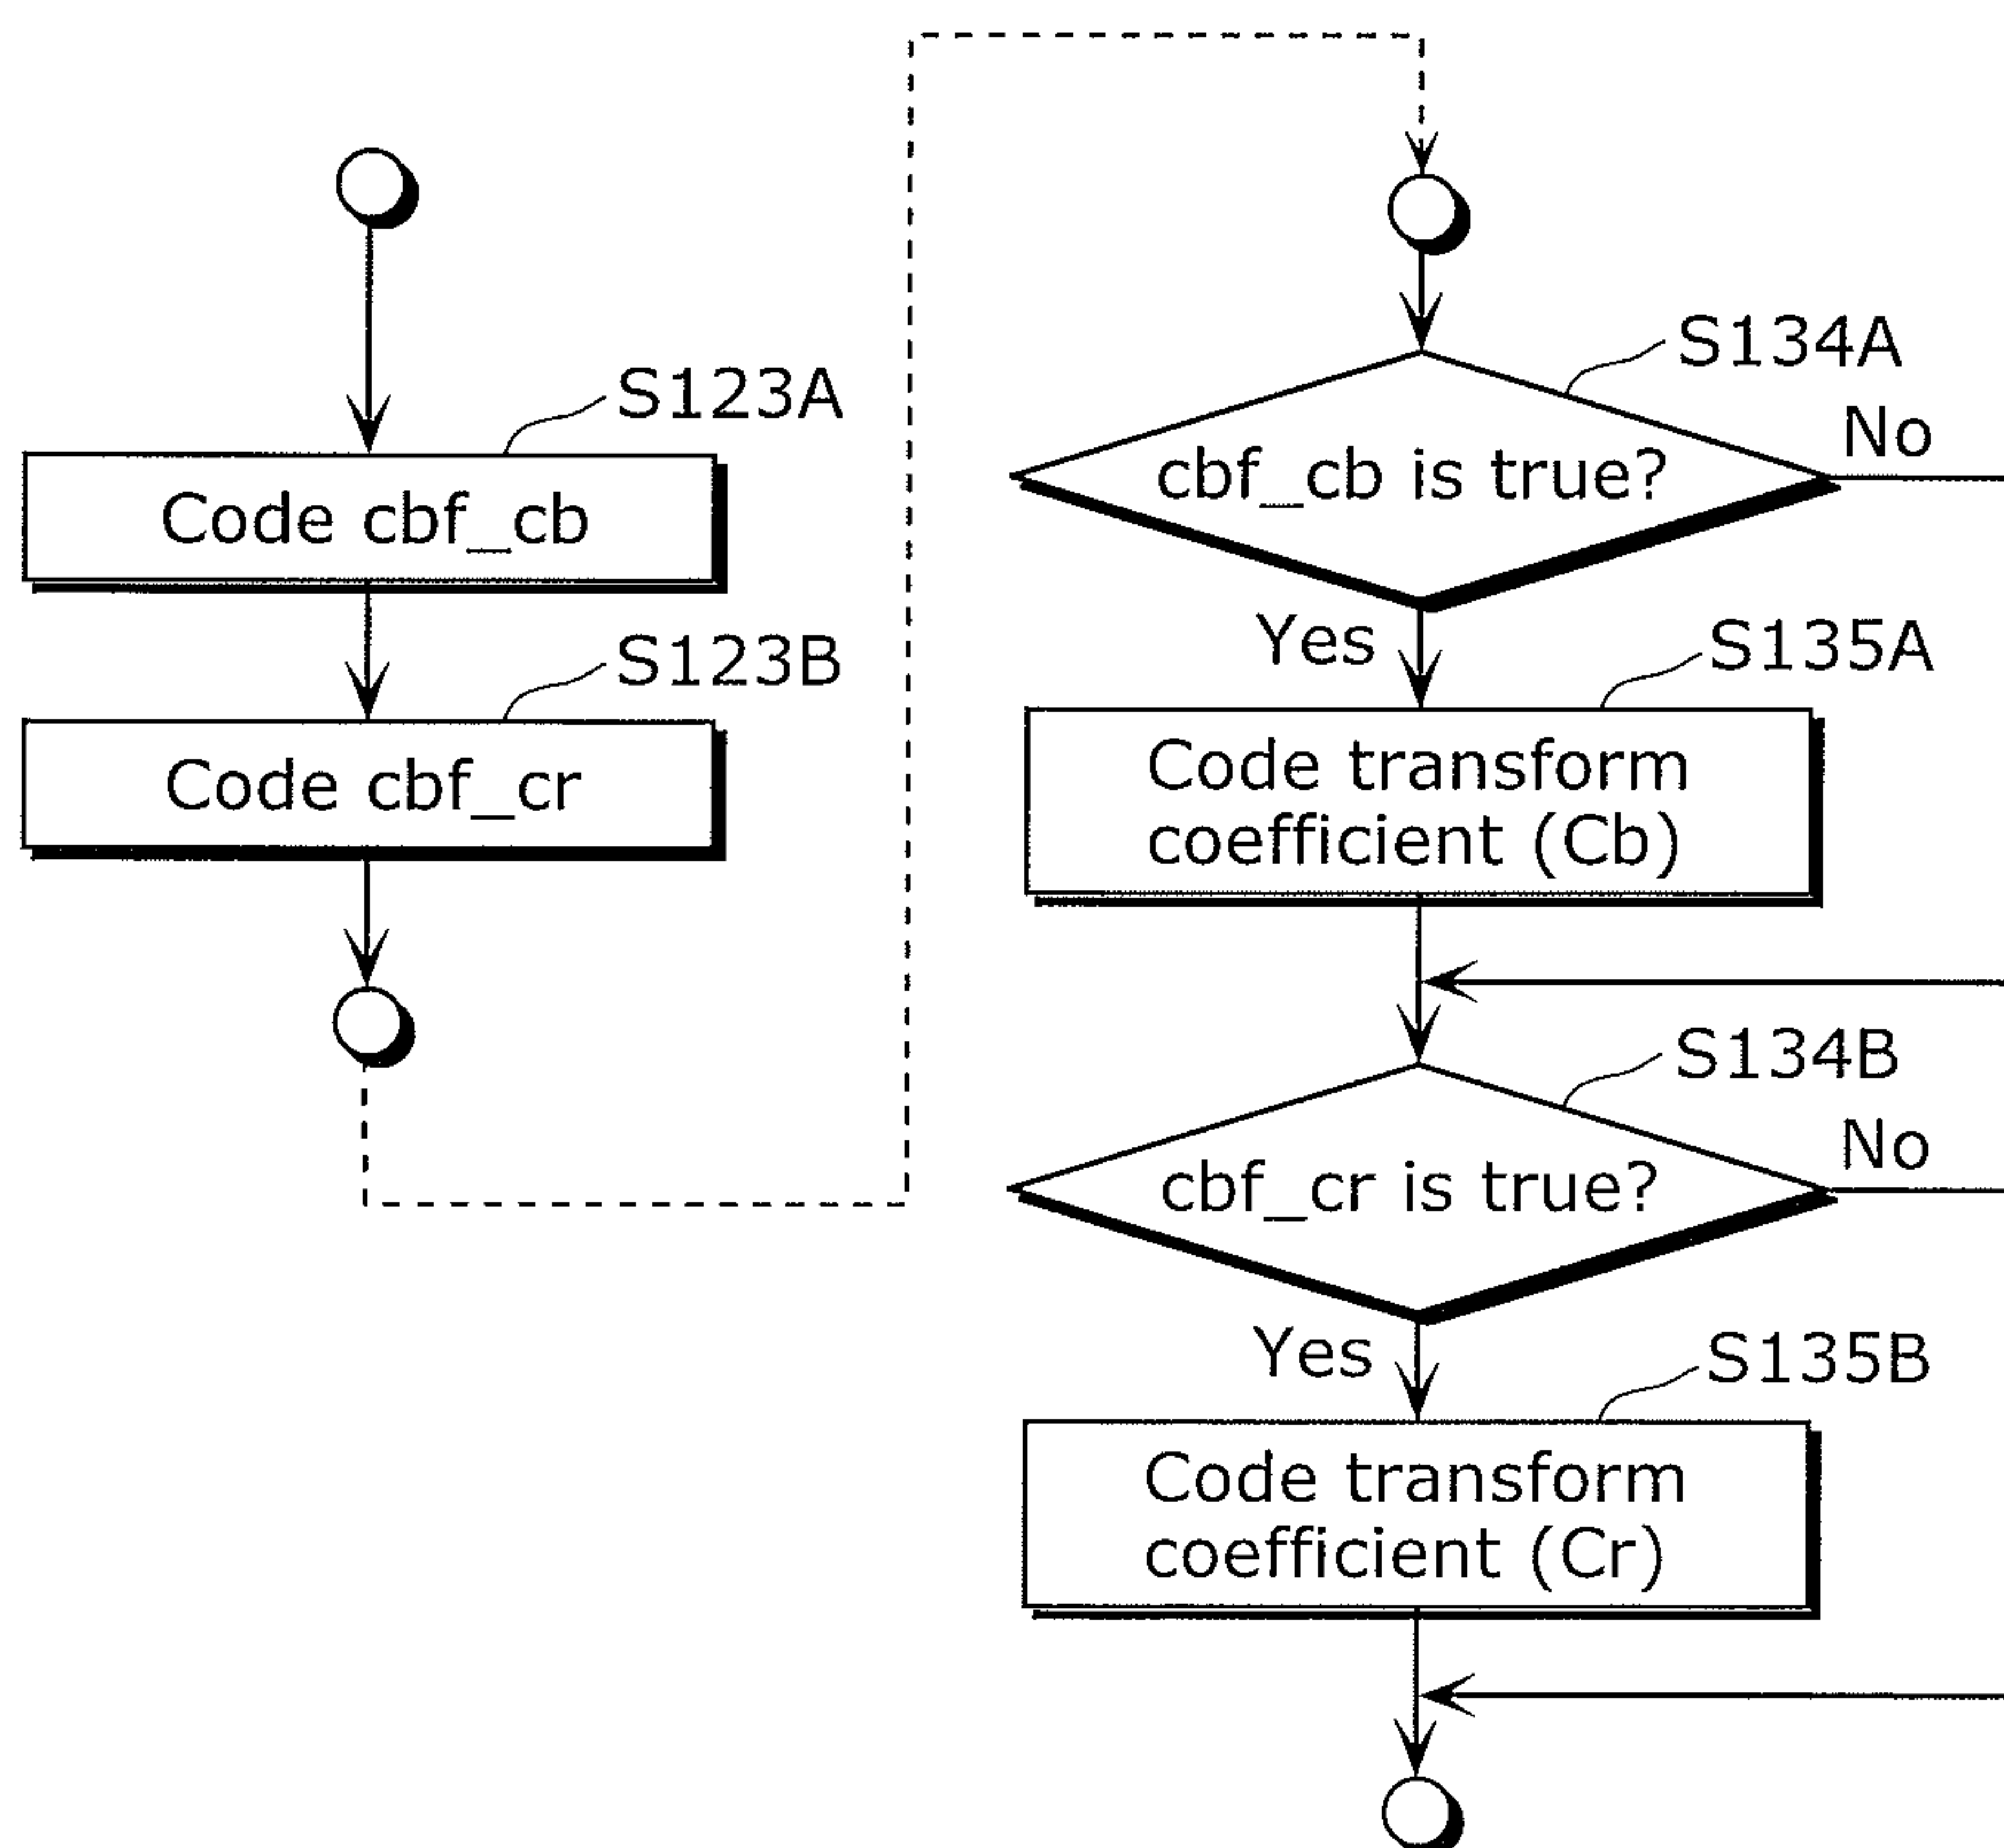 S123A
Code cbf_cb
S123B
Code cbf_cr
S134A
No
cbf_cb is true?
Yes
S135A
Code transform
coefficient (Cb)
S134B
No
cbf_cr is true?
Yes
S135B
Code transform
coefficient (Cr)